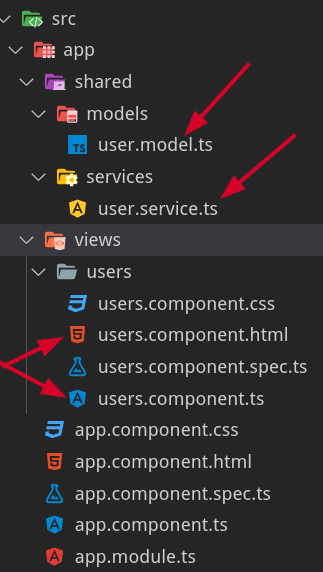 src
app
shared
models
TS user.model.ts
services
user.service.ts
views
users
users.component.css
users.component.html
users.component.spec.ts
users.component.ts
app.component.css
app.component.html
app.component.spec.ts
app.component.ts
app.module.ts